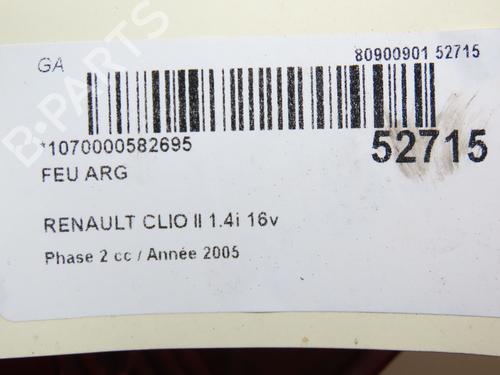 GA
80900901 52715
*1070000582695
52715
FEU ARG
RENAULT CLIO II 1.4i 16v
Phase 2 cc / Année 2005
B-PARTS